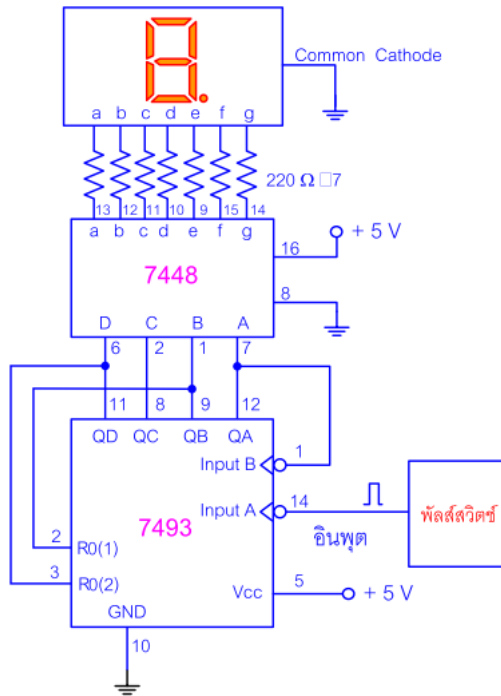 Common Cathode
a b c d e f g
220 Ω □7
13 12 11 10 9 15 14
a b c d e f g
16
+ 5 V
7448
8
D C B A
6 2 1 7
11 8 9 12
QD QC QB QA
1
Input B
14
Input A
พัลส์สวิตซ์
7493
อินพุต
2
R0(1)
3
R0(2)
5
Vcc
+ 5 V
GND
10